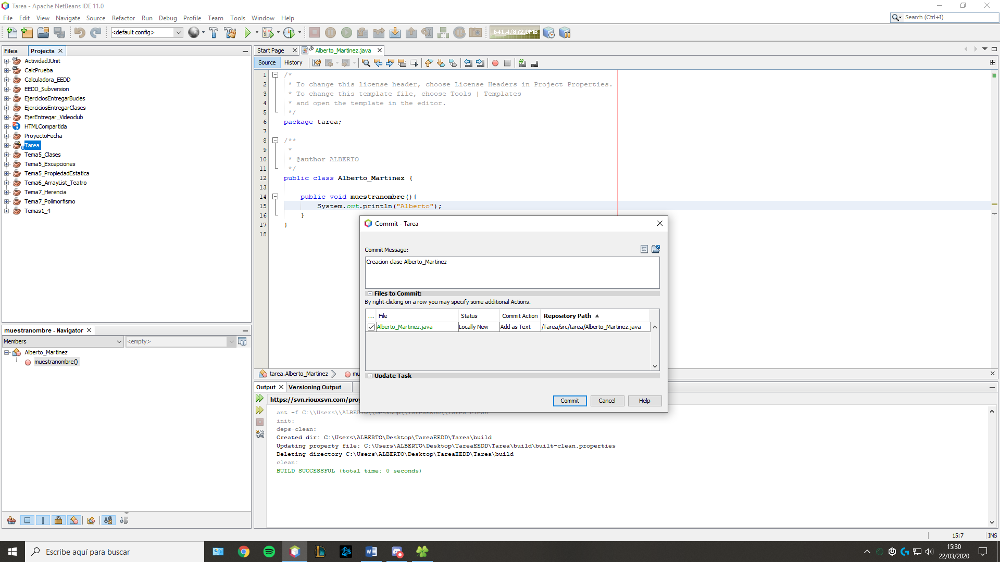 Tarea - Apache NetBeans IDE 11.0
File Edit View Navigate Source Refactor Run Debug Profile Team Tools Window Help
Search (Ctrl+I)
<default config>
641,4/872,0MB
Files Projects
ActividadJUnit
CalcPrueba
Calculadora_EEDD
EEDD_Subversion
EjerciciosEntregarBucles
EjerciciosEntregarClases
EjerEntregar_Videoclub
HTMLCompartida
ProyectoFecha
Tarea
Tema5_Clases
Tema5_Excepciones
Tema5_PropiedadEstatica
Tema6_ArrayList_Teatro
Tema7_Herencia
Tema7_Polimorfismo
Temas1_4
muestranombre - Navigator
Members
<empty>
Alberto_Martinez
muestranombre()
Start Page Alberto_Martinez.java
Source History
1 /*
2 * To change this license header, choose License Headers in Project Properties.
3 * To change this template file, choose Tools | Templates
4 * and open the template in the editor.
5 */
6 package tarea;
7
8 /**
9 *
10 * @author ALBERTO
11 */
12 public class Alberto_Martinez {
13
14 public void muestranombre(){
15 System.out.println("Alberto");
16 }
17 }
18
tarea.Alberto_Martinez mu
Commit - Tarea
Commit Message:
Creacion clase Alberto_Martinez
Files to Commit:
By right-clicking on a row you may specify some additional Actions.
... File Status Commit Action Repository Path
Alberto_Martinez.java Locally New Add as Text /Tarea/src/tarea/Alberto_Martinez.java
Update Task
Commit Cancel Help
Output Versioning Output
https://svn.riouxsvn.com/proy
ant -f C:\\Users\\ALBERTO\\Desktop\\TareaEEDD\\Tarea clean
init:
deps-clean:
Created dir: C:\Users\ALBERTO\Desktop\TareaEEDD\Tarea\build
Updating property file: C:\Users\ALBERTO\Desktop\TareaEEDD\Tarea\build\built-clean.properties
Deleting directory C:\Users\ALBERTO\Desktop\TareaEEDD\Tarea\build
clean:
BUILD SUCCESSFUL (total time: 0 seconds)
15:7 INS
Escribe aquí para buscar
15:30
22/03/2020